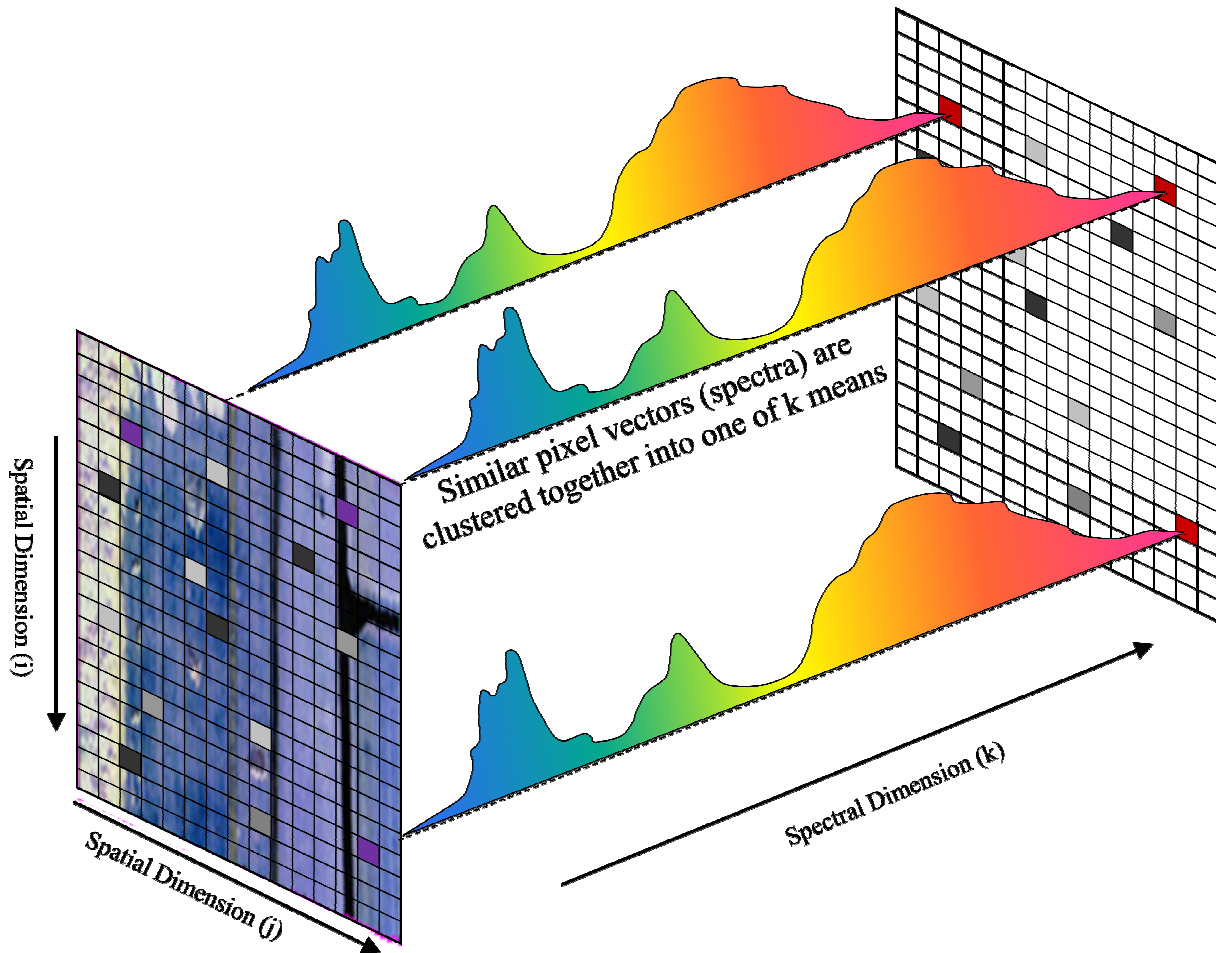 Similar pixel vectors (spectra) are
clustered together into one of k means
Spatial Dimension (i)
Spatial Dimension (j)
Spectral Dimension (k)